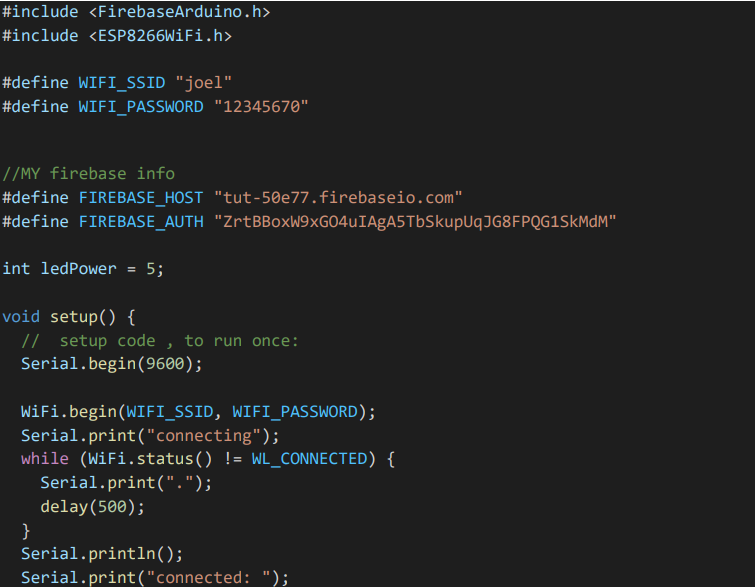 #include <FirebaseArduino.h>
#include <ESP8266WiFi.h>
#define WIFI_SSID "joel"
#define WIFI_PASSWORD "12345670"
//MY firebase info
#define FIREBASE_HOST "tut-50e77.firebaseio.com"
#define FIREBASE_AUTH "ZrtBBoxW9xGO4uIAgA5TbSkupUqJG8FPQG1SkMdM"
int ledPower = 5;
void setup() {
  //  setup code , to run once:
  Serial.begin(9600);
  WiFi.begin(WIFI_SSID, WIFI_PASSWORD);
  Serial.print("connecting");
  while (WiFi.status() != WL_CONNECTED) {
    Serial.print(".");
    delay(500);
  }
  Serial.println();
  Serial.print("connected: ");